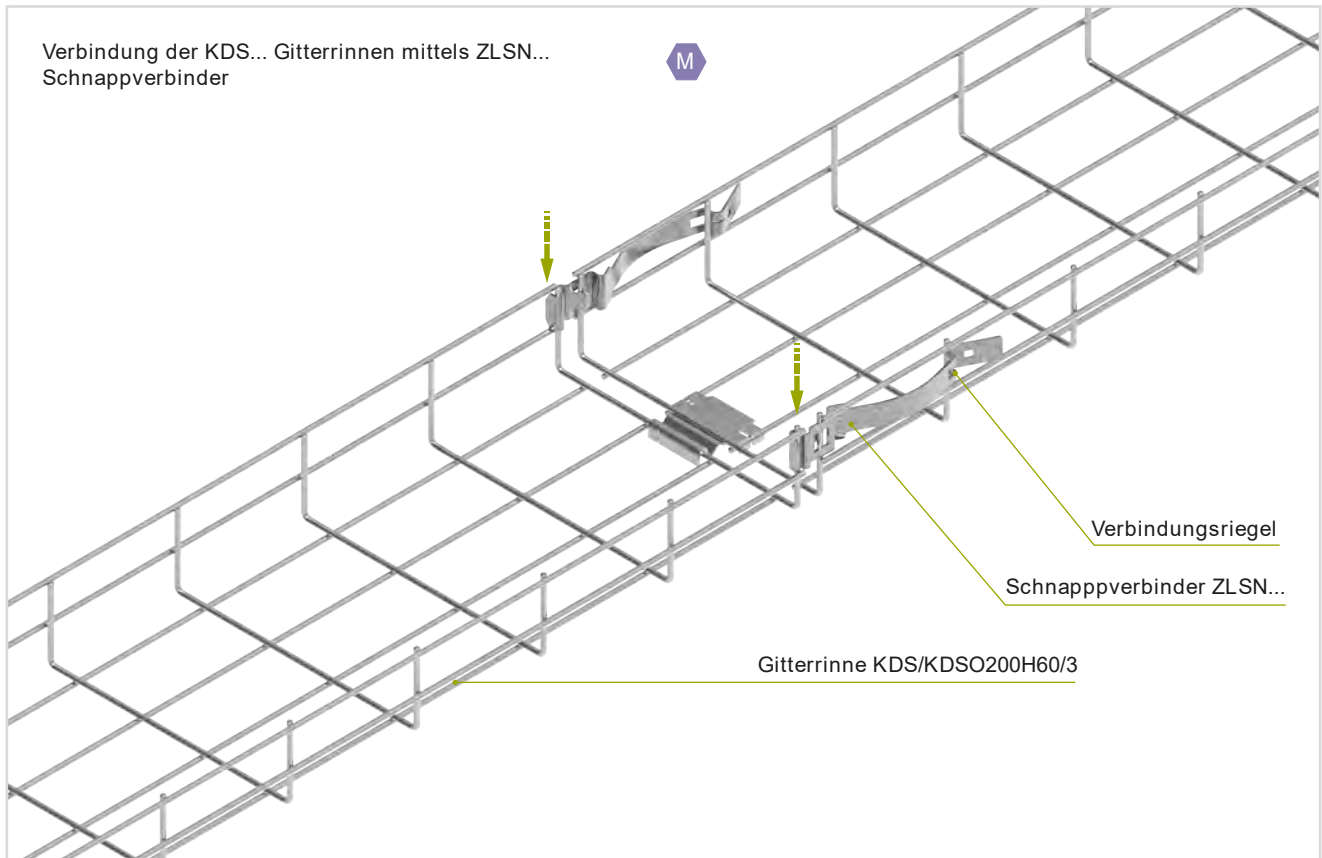 Verbindung der KDS... Gitterrinnen mittels ZLSN...
Schnappverbinder
M
Verbindungsriegel
Schnapppverbinder ZLSN...
Gitterrinne KDS/KDSO200H60/3